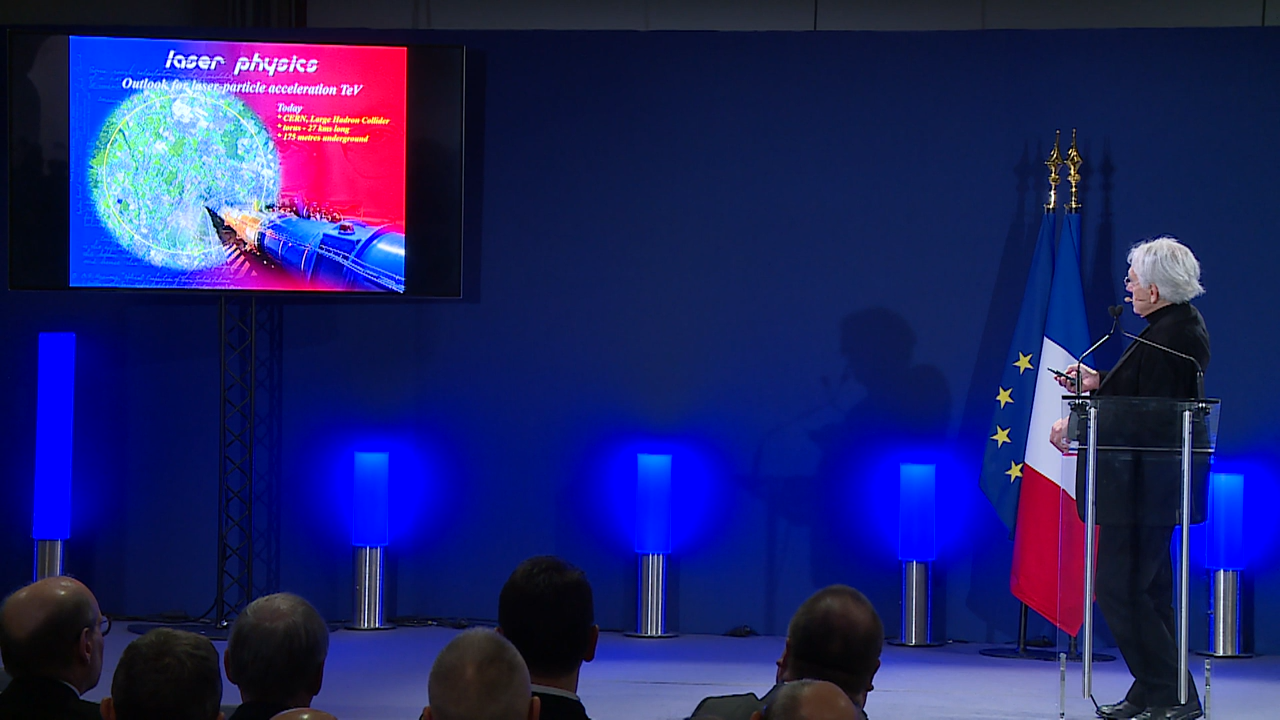 laser physics
Outlook for laser-particle acceleration TeV
Today
* CERN, Large Hadron Collider
* torus - 27 kms long
* 175 metres underground